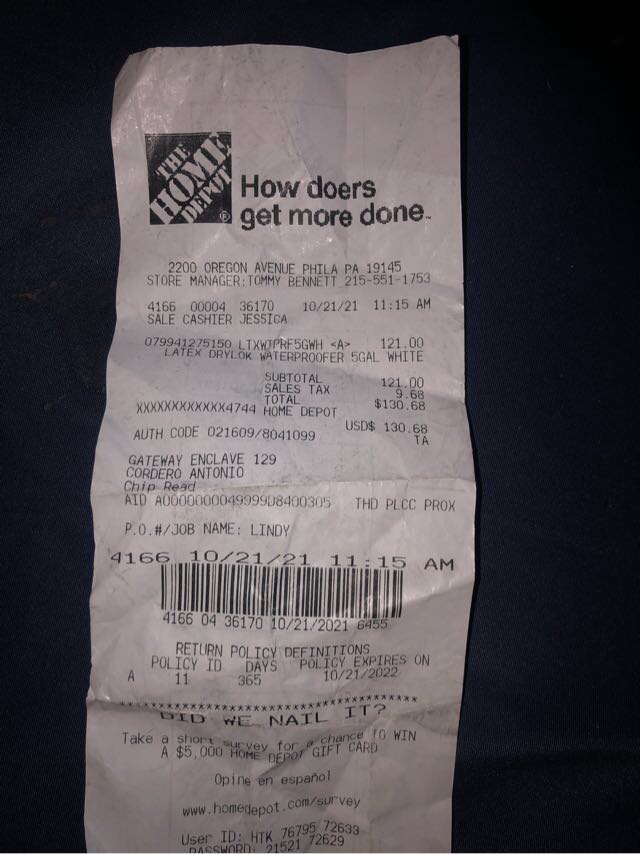 THE
HOME
DEPOT®
How doers
get more done™
2200 OREGON AVENUE PHILA PA 19145
STORE MANAGER:TOMMY BENNETT 215-551-1753
4166 00004 36170 10/21/21 11:15 AM
SALE CASHIER JESSICA
079941275150 LTXWTPRF5GWH <A> 121.00
LATEX DRYLOK WATERPROOFER 5GAL WHITE
SUBTOTAL 121.00
SALES TAX 9.68
TOTAL $130.68
XXXXXXXXXXXX4744 HOME DEPOT
USD$ 130.68
AUTH CODE 021609/8041099 TA
GATEWAY ENCLAVE 129
CORDERO ANTONIO
Chip Read
AID A0000000049999D8400305 THD PLCC PROX
P.O.#/JOB NAME: LINDY
4166 10/21/21 11:15 AM
4166 04 36170 10/21/2021 6455
RETURN POLICY DEFINITIONS
POLICY ID DAYS POLICY EXPIRES ON
A 11 365 10/21/2022
DID WE NAIL IT?
Take a short survey for a chance TO WIN
A $5,000 HOME DEPOT GIFT CARD
Opine en español
www.homedepot.com/survey
User ID: HTK 76795 72633
PASSWORD: 21521 72629